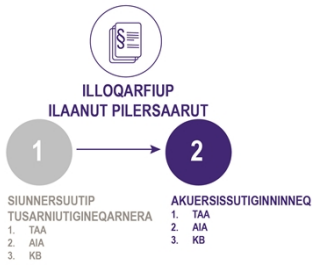 §
ILLOQARFIUP
ILAANUT PILERSAARUT
1
2
SIUNNERSUUTIP
TUSARNIUTIGINEQARNERA
1. TAA
2. AIA
3. KB
AKUERSISSUTIGINNINNEQ
1. TAA
2. AIA
3. KB